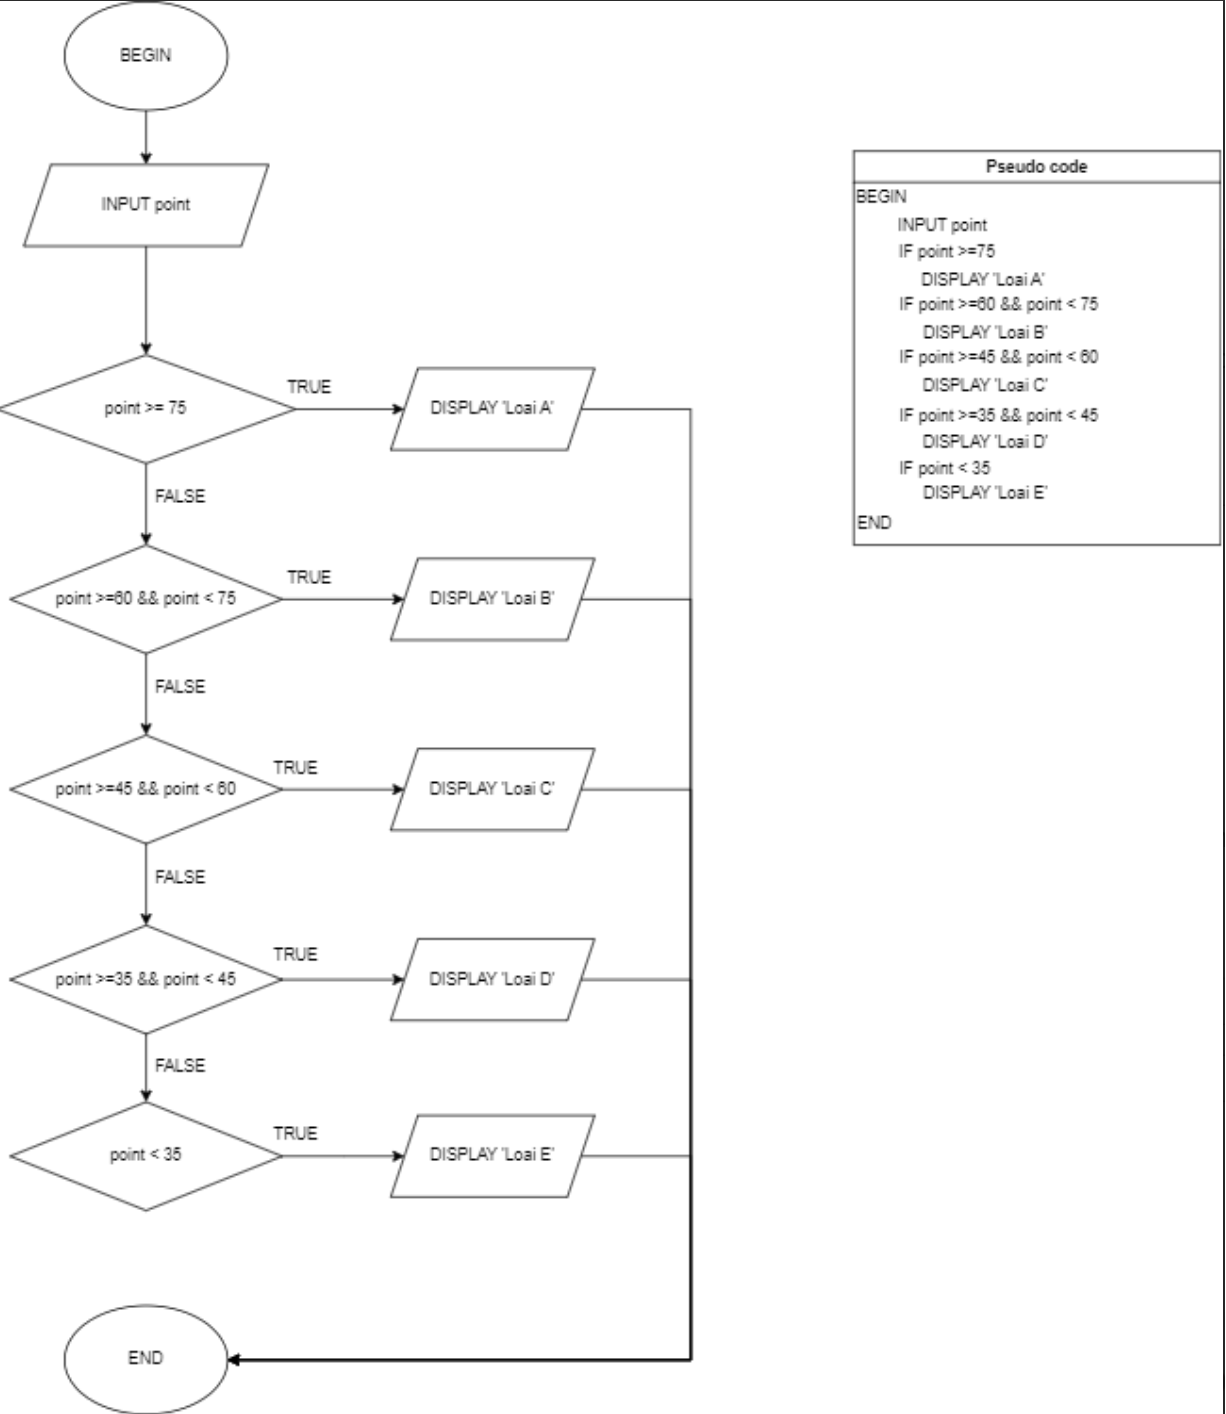 BEGIN
INPUT point
point >= 75
TRUE
DISPLAY 'Loai A'
FALSE
point >=60 && point < 75
TRUE
DISPLAY 'Loai B'
FALSE
point >=45 && point < 60
TRUE
DISPLAY 'Loai C'
FALSE
point >=35 && point < 45
TRUE
DISPLAY 'Loai D'
FALSE
point < 35
TRUE
DISPLAY 'Loai E'
END
Pseudo code
BEGIN
INPUT point
IF point >=75
DISPLAY 'Loai A'
IF point >=60 && point < 75
DISPLAY 'Loai B'
IF point >=45 && point < 60
DISPLAY 'Loai C'
IF point >=35 && point < 45
DISPLAY 'Loai D'
IF point < 35
DISPLAY 'Loai E'
END